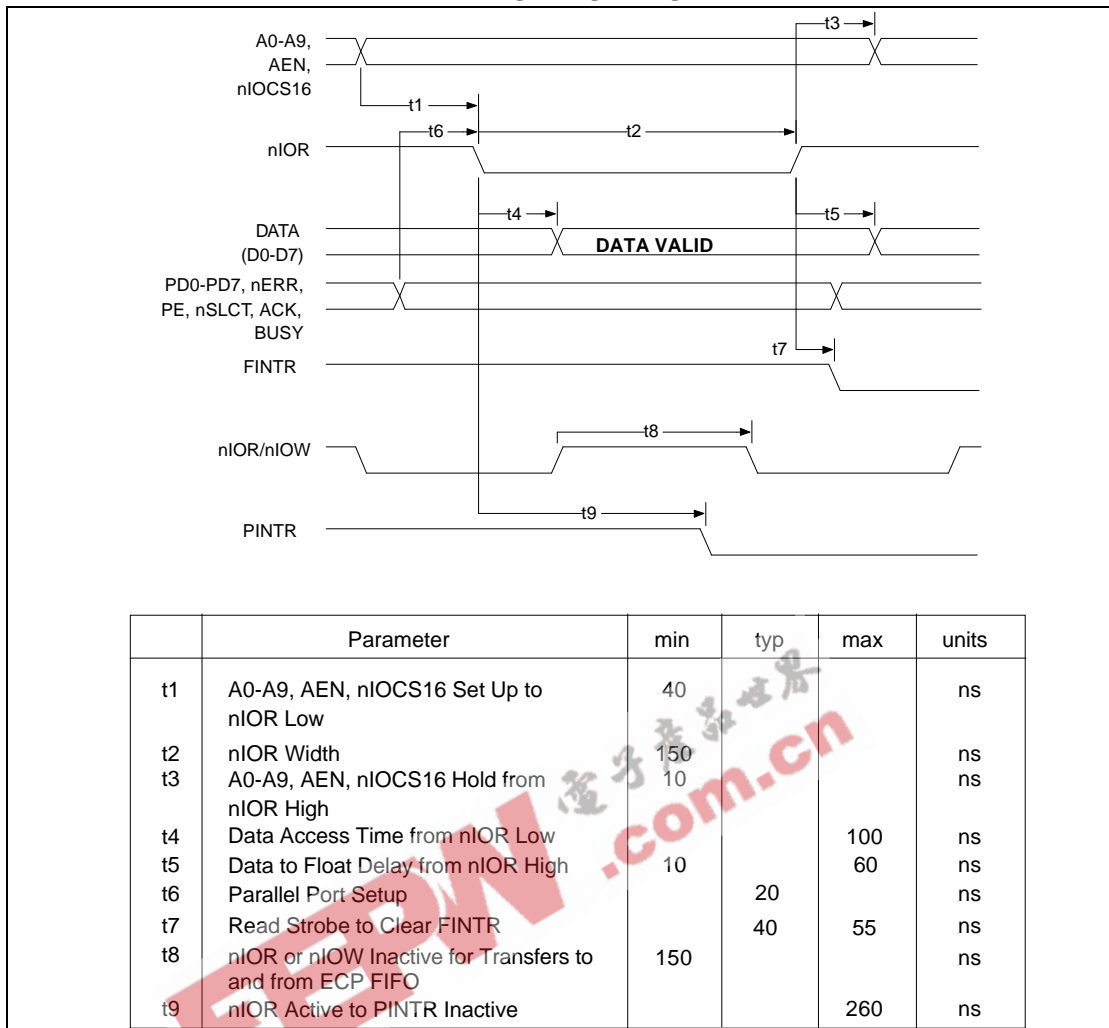 t3
A0-A9,
AEN,
nIOCS16
t1
t6
t2
nIOR
t4
t5
DATA
(D0-D7)
DATA VALID
PD0-PD7, nERR,
PE, nSLCT, ACK,
BUSY
t7
FINTR
t8
nIOR/nIOW
t9
PINTR
Parameter min typ max units
t1 A0-A9, AEN, nIOCS16 Set Up to 40 ns
nIOR Low
t2 nIOR Width 150 ns
t3 A0-A9, AEN, nIOCS16 Hold from 10 ns
nIOR High
t4 Data Access Time from nIOR Low 100 ns
t5 Data to Float Delay from nIOR High 10 60 ns
t6 Parallel Port Setup 20 ns
t7 Read Strobe to Clear FINTR 40 55 ns
t8 nIOR or nIOW Inactive for Transfers to 150 ns
and from ECP FIFO
t9 nIOR Active to PINTR Inactive 260 ns
EEPW .com.cn
電子産品世界